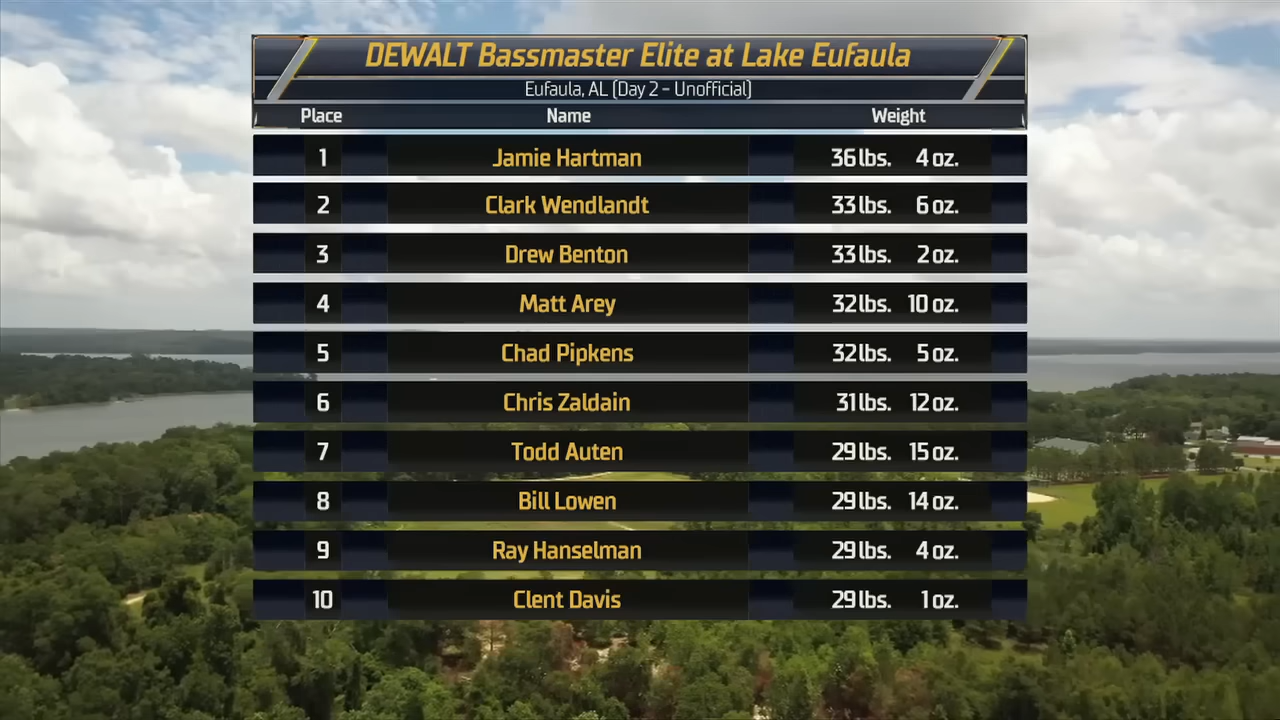 DEWALT Bassmaster Elite at Lake Eufaula
Eufaula, AL (Day 2 - Unofficial)
Place Name Weight
1 Jamie Hartman 36 lbs. 4 oz.
2 Clark Wendlandt 33 lbs. 6 oz.
3 Drew Benton 33 lbs. 2 oz.
4 Matt Arey 32 lbs. 10 oz.
5 Chad Pipkens 32 lbs. 5 oz.
6 Chris Zaldain 31 lbs. 12 oz.
7 Todd Auten 29 lbs. 15 oz.
8 Bill Lowen 29 lbs. 14 oz.
9 Ray Hanselman 29 lbs. 4 oz.
10 Clent Davis 29 lbs. 1 oz.